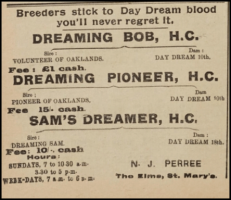 Breeders stick to Day Dream blood
you'll never regret it.
DREAMING BOB, H.C.
Sire: Dam:
VOLUNTEER OF OAKLANDS. DAY DREAM 10th.
Fee: £1 cash.
DREAMING PIONEER, H.C.
Sire: Dam:
PIONEER OF OAKLANDS. DAY DREAM
Fee 15/- cash.
SAM'S DREAMER, H.C.
Sire: Dam:
DREAMING SAM. DAY DREAM 18th.
Fee: 10/- cash
Hours:
SUNDAYS, 7 to 10.30 a.m.
3.30 to 5 p.m.
WEEK-DAYS, 7 a.m. to 6 p.m.
N. J. PERREE
The Elms, St. Mary's.